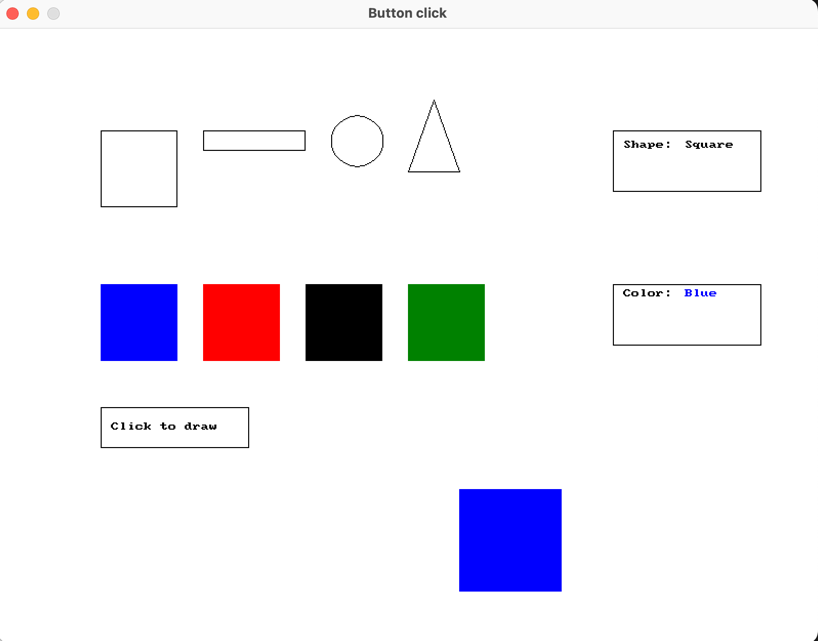 Button click
Shape: Square
Color: Blue
Click to draw